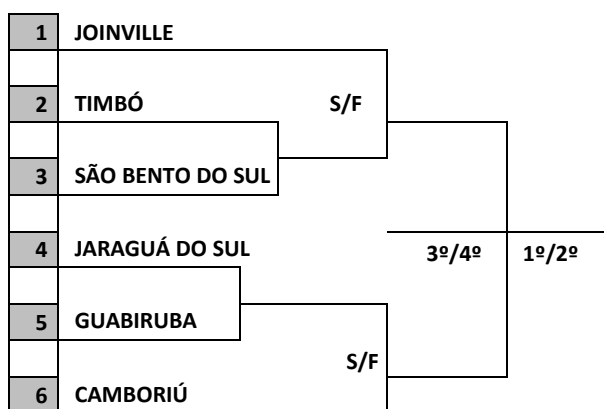 1 JOINVILLE
2 TIMBÓ S/F
3 SÃO BENTO DO SUL
4 JARAGUÁ DO SUL 3º/4º 1º/2º
5 GUABIRUBA
S/F
6 CAMBORIÚ